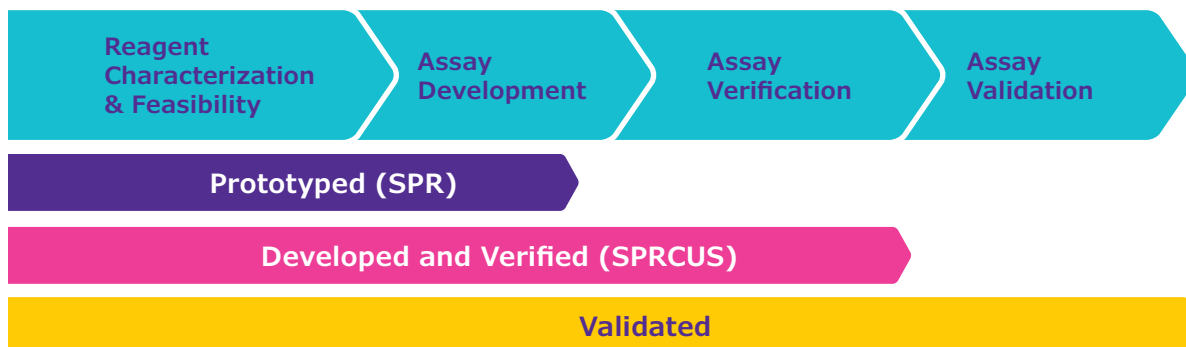 Reagent
Characterization
& Feasibility
Assay
Development
Assay
Verification
Assay
Validation
Prototyped (SPR)
Developed and Verified (SPRCUS)
Validated